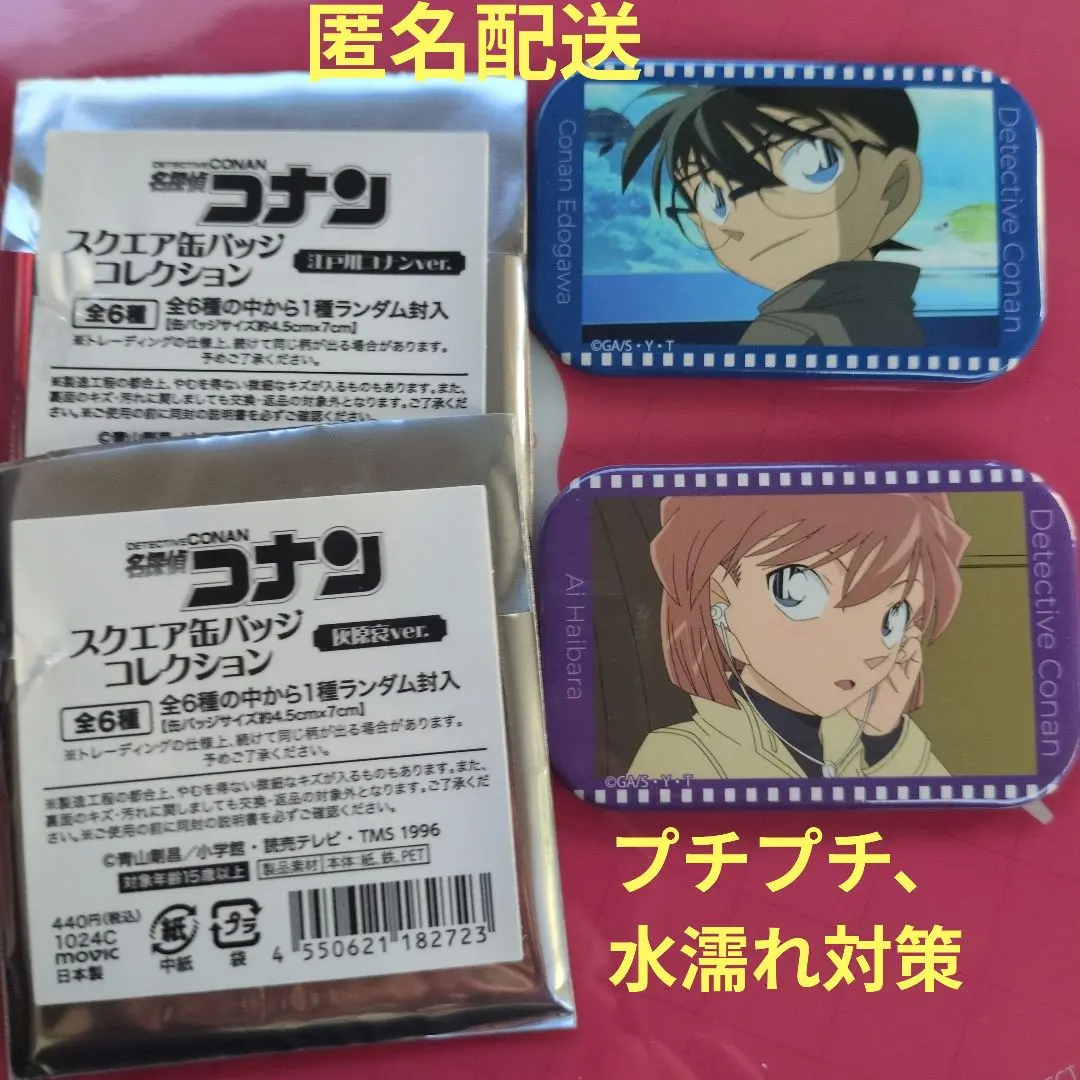 匿名配送
DETECTIVE CONAN
名探偵コナン
スクエア缶バッジ
コレクション
江戸川コナンver.
全6種
全6種の中から1種ランダム封入
【缶バッジサイズ約4.5cm×7cm】
※トレーディングの仕様上、続けて同じ柄が出る場合があります。
予めご了承ください。
※製造工程の都合上、やむを得ない微細なキズが入るものもあります。また、
裏面のキズ・汚れに関しましても交換・返品の対象外となります。ご了承くだ
さい。※ご使用の前に同封の説明書を必ずご確認ください。
©青山剛昌
Conan Edogawa
Detective Conan
©GA/S・Y・T
DETECTIVE CONAN
名探偵コナン
スクエア缶バッジ
コレクション
灰原哀ver.
全6種
全6種の中から1種ランダム封入
【缶バッジサイズ約4.5cm×7cm】
※トレーディングの仕様上、続けて同じ柄が出る場合があります。
予めご了承ください。
※製造工程の都合上、やむを得ない微細なキズが入るものもあります。また、
裏面のキズ・汚れに関しましても交換・返品の対象外となります。ご了承くだ
さい。※ご使用の前に同封の説明書を必ずご確認ください。
©青山剛昌/小学館・読売テレビ・TMS 1996
対象年齢15歳以上
製品素材 本体:紙、鉄、PET
440円(税込)
1024C
movic
日本製
紙
中紙
プラ
袋
4 550621 182723
Ai Haibara
Detective Conan
©GA/S・Y・T
プチプチ、
水濡れ対策